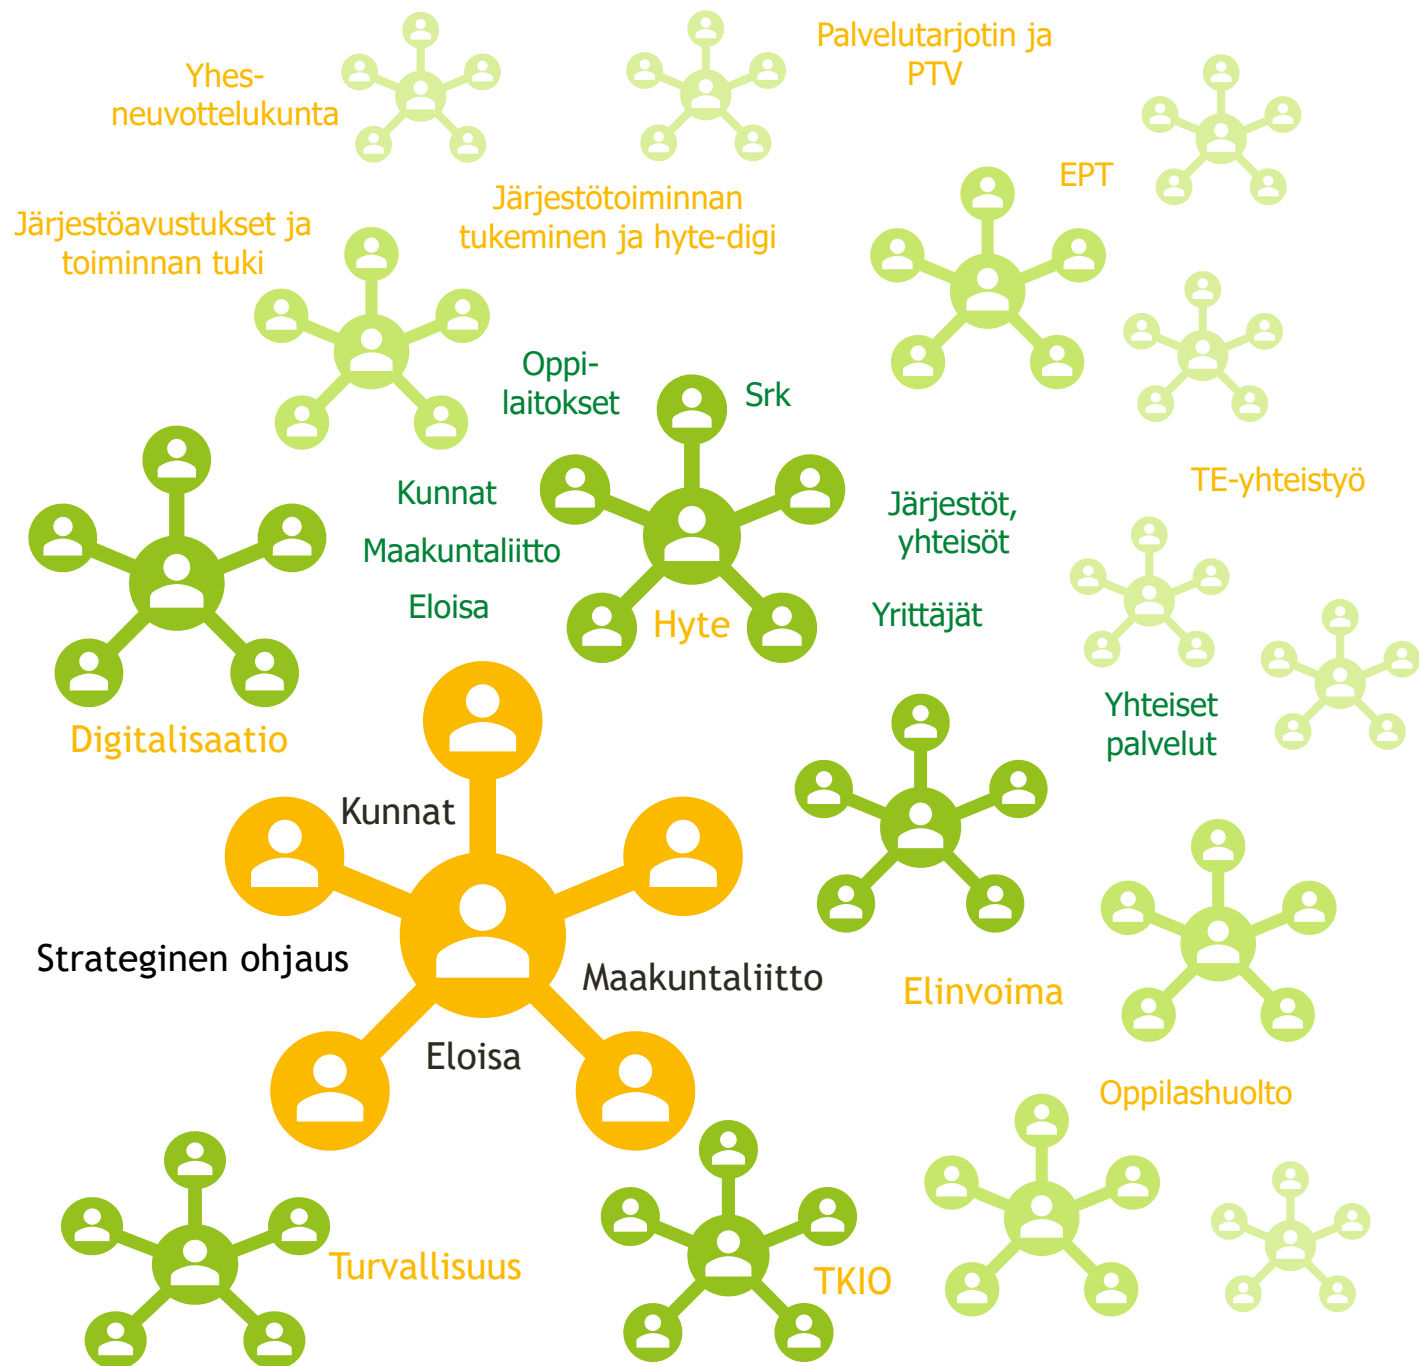 Palvelutarjotin ja
PTV
Yhes-
neuvottelukunta
EPT
Järjestötoiminnan
tukeminen ja hyte-digi
Järjestöavustukset ja
toiminnan tuki
Oppi-
laitokset
Srk
Kunnat
TE-yhteistyö
Järjestöt,
yhteisöt
Maakuntaliitto
Eloisa
Hyte
Yrittäjät
Yhteiset
palvelut
Digitalisaatio
Kunnat
Strateginen ohjaus
Maakuntaliitto
Elinvoima
Eloisa
Oppilashuolto
Turvallisuus
TKIO